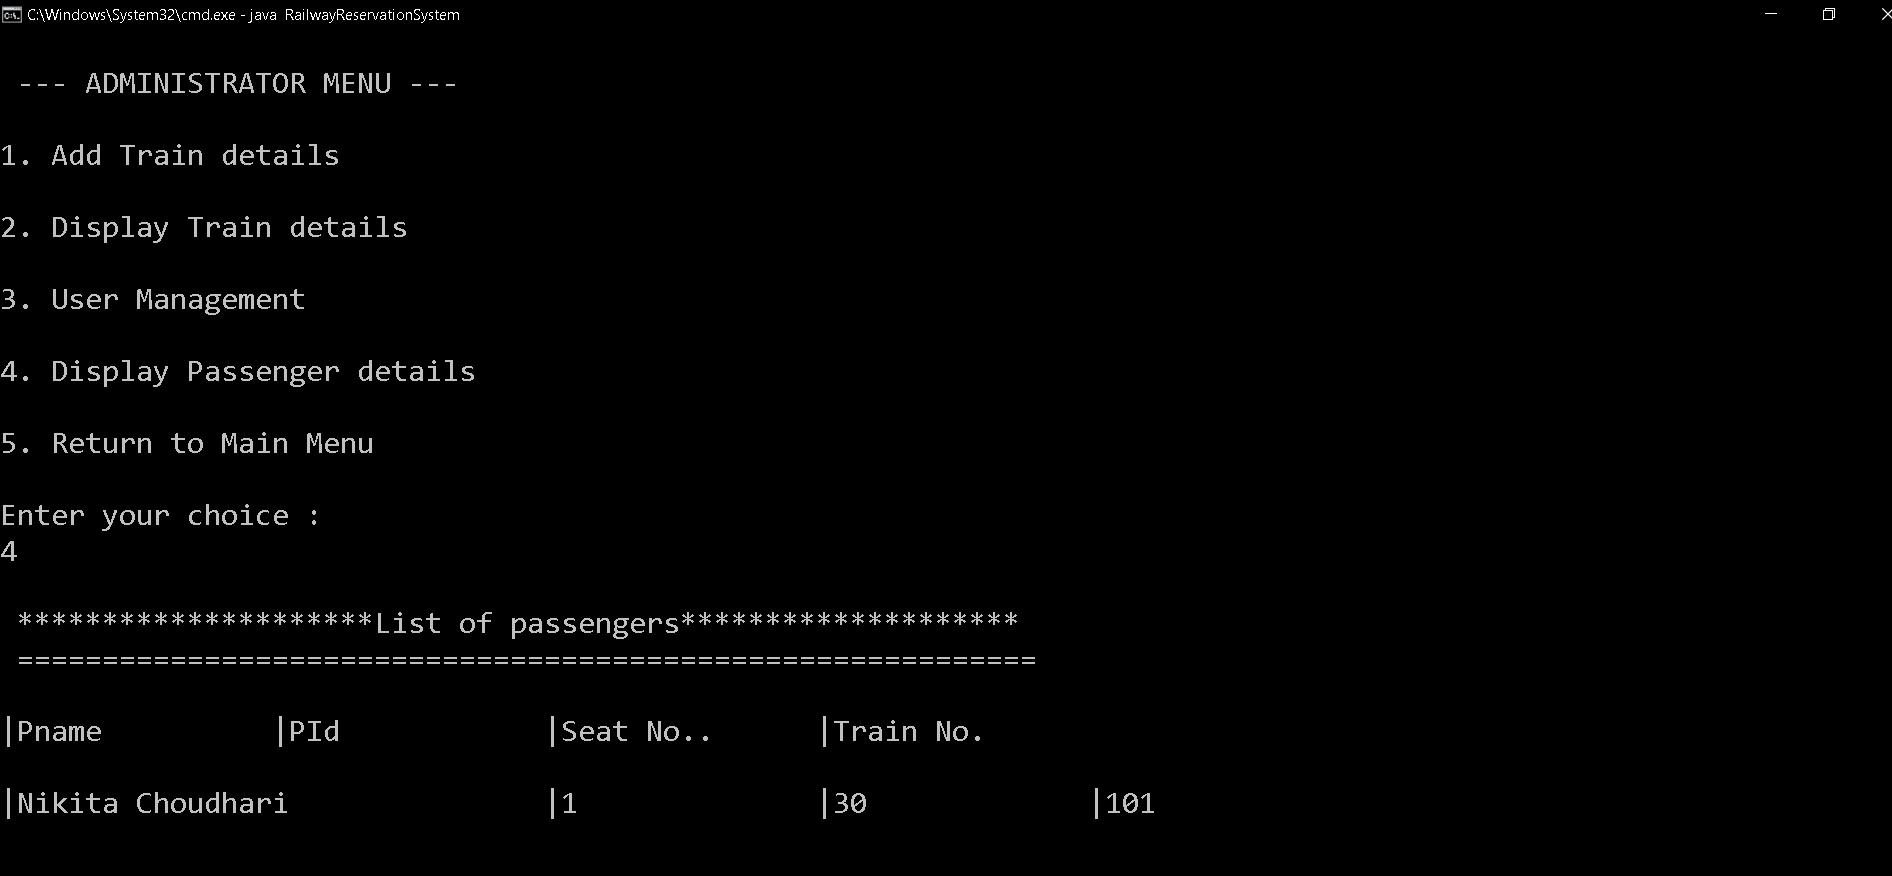 C:\Windows\System32\cmd.exe - java  RailwayReservationSystem
--- ADMINISTRATOR MENU ---
1. Add Train details
2. Display Train details
3. User Management
4. Display Passenger details
5. Return to Main Menu
Enter your choice :
4
*********************List of passengers********************
============================================================
|Pname          |PId            |Seat No..      |Train No.
|Nikita Choudhari               |1              |30             |101